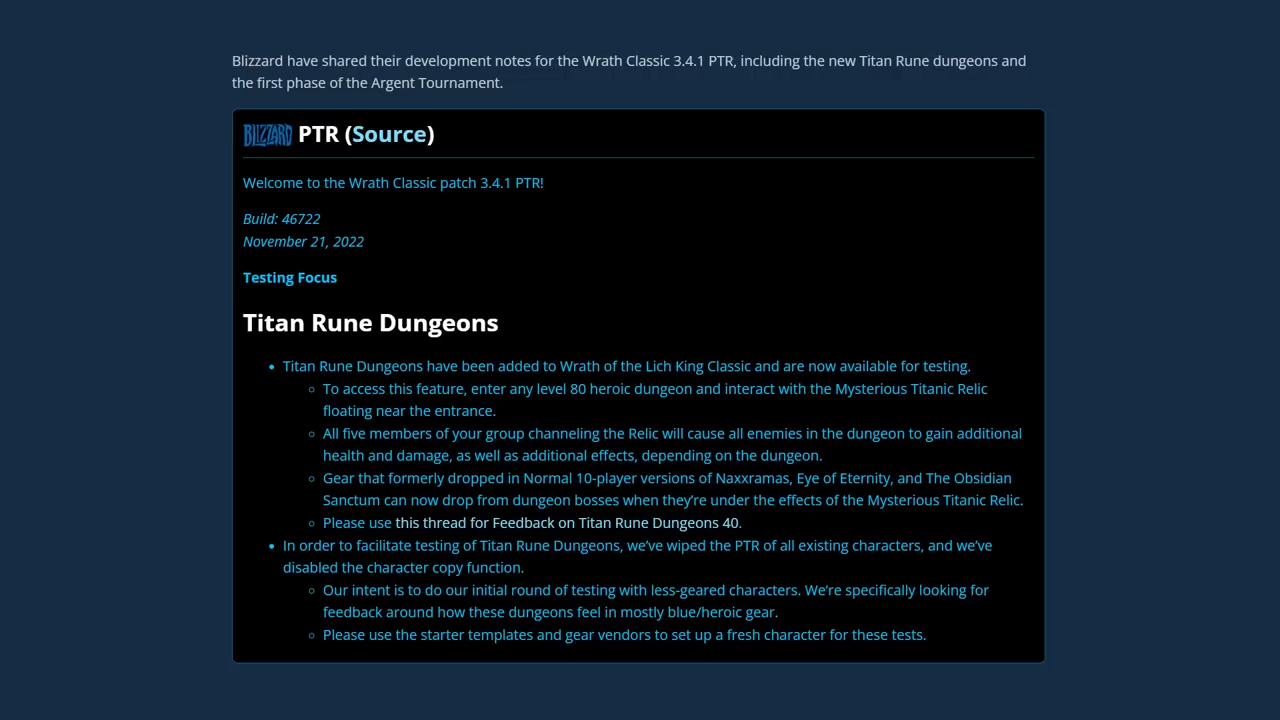 Blizzard have shared their development notes for the Wrath Classic 3.4.1 PTR, including the new Titan Rune dungeons and
the first phase of the Argent Tournament.
BLIZZARD PTR (Source)
Welcome to the Wrath Classic patch 3.4.1 PTR!
Build: 46722
November 21, 2022
Testing Focus
Titan Rune Dungeons
• Titan Rune Dungeons have been added to Wrath of the Lich King Classic and are now available for testing.
◦ To access this feature, enter any level 80 heroic dungeon and interact with the Mysterious Titanic Relic
floating near the entrance.
◦ All five members of your group channeling the Relic will cause all enemies in the dungeon to gain additional
health and damage, as well as additional effects, depending on the dungeon.
◦ Gear that formerly dropped in Normal 10-player versions of Naxxramas, Eye of Eternity, and The Obsidian
Sanctum can now drop from dungeon bosses when they’re under the effects of the Mysterious Titanic Relic.
◦ Please use this thread for Feedback on Titan Rune Dungeons 40.
• In order to facilitate testing of Titan Rune Dungeons, we’ve wiped the PTR of all existing characters, and we’ve
disabled the character copy function.
◦ Our intent is to do our initial round of testing with less-geared characters. We’re specifically looking for
feedback around how these dungeons feel in mostly blue/heroic gear.
◦ Please use the starter templates and gear vendors to set up a fresh character for these tests.